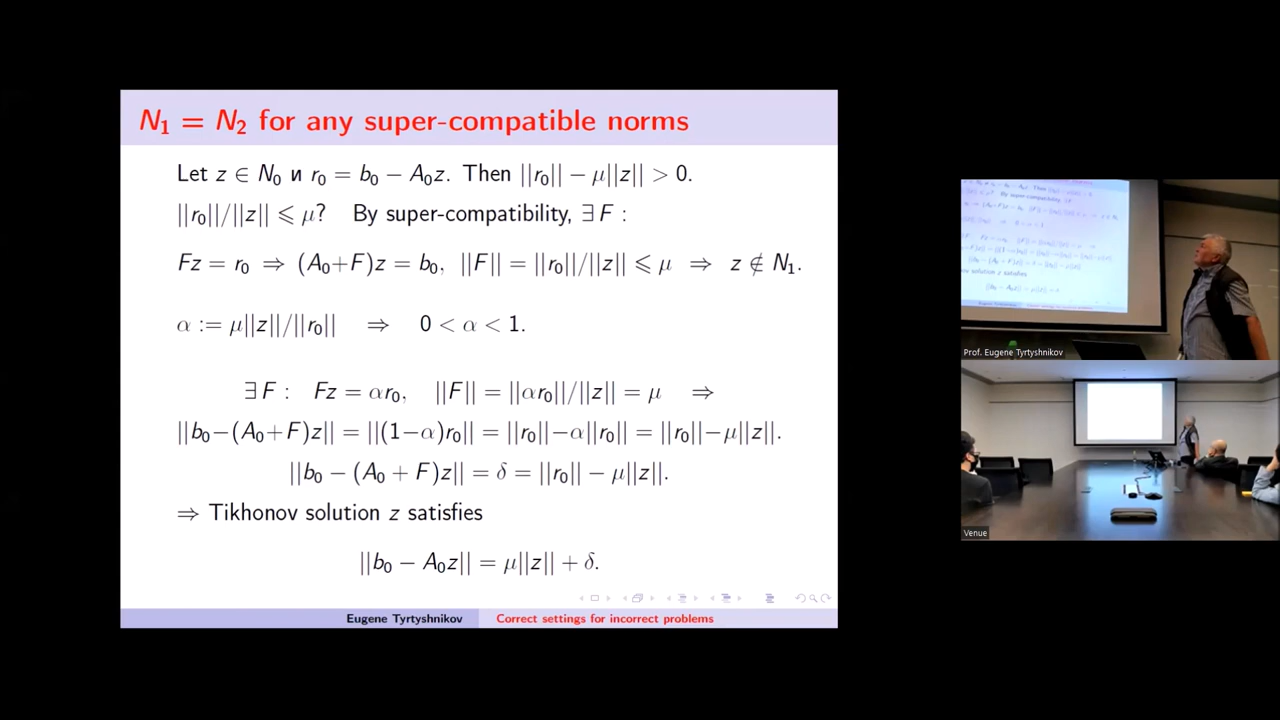 N₁ = N₂ for any super-compatible norms
Let z ∈ N₀ и r₀ = b₀ − A₀z. Then ||r₀|| − μ||z|| > 0.
||r₀||/||z|| ⩽ μ? By super-compatibility, ∃ F :
Fz = r₀ ⇒ (A₀+F)z = b₀, ||F|| = ||r₀||/||z|| ⩽ μ ⇒ z ∉ N₁.
α := μ||z||/||r₀|| ⇒ 0 < α < 1.
∃ F : Fz = αr₀, ||F|| = ||αr₀||/||z|| = μ ⇒
||b₀−(A₀+F)z|| = ||(1−α)r₀|| = ||r₀||−α||r₀|| = ||r₀||−μ||z||.
||b₀ − (A₀ + F)z|| = δ = ||r₀|| − μ||z||.
⇒ Tikhonov solution z satisfies
||b₀ − A₀z|| = μ||z|| + δ.
Eugene Tyrtyshnikov
Correct settings for incorrect problems
Prof. Eugene Tyrtyshnikov
Venue